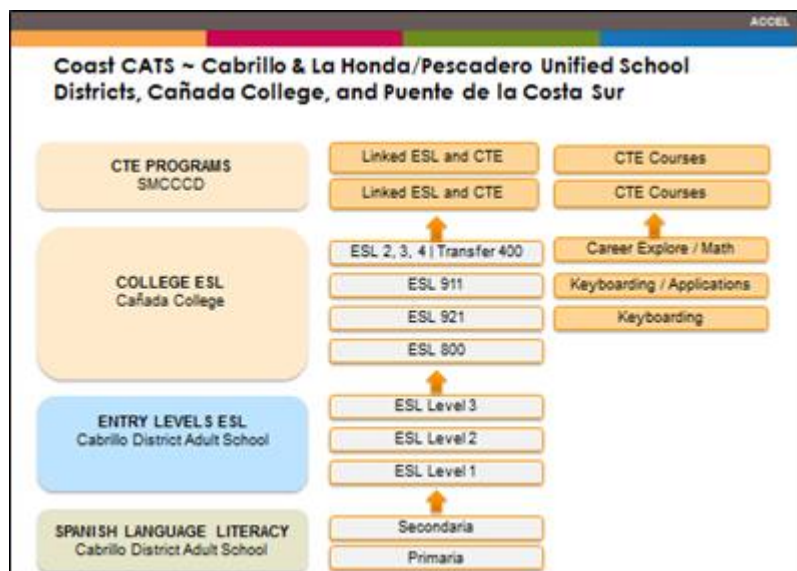 ACCEL
Coast CATS ~ Cabrillo & La Honda/Pescadero Unified School
Districts, Cañada College, and Puente de la Costa Sur
CTE PROGRAMS
SMCCCD
Linked ESL and CTE
CTE Courses
Linked ESL and CTE
CTE Courses
COLLEGE ESL
Cañada College
ESL 2, 3, 4 | Transfer 400
Career Explore / Math
ESL 911
Keyboarding / Applications
ESL 921
Keyboarding
ESL 800
ENTRY LEVELS ESL
Cabrillo District Adult School
ESL Level 3
ESL Level 2
ESL Level 1
SPANISH LANGUAGE LITERACY
Cabrillo District Adult School
Secondaria
Primaria